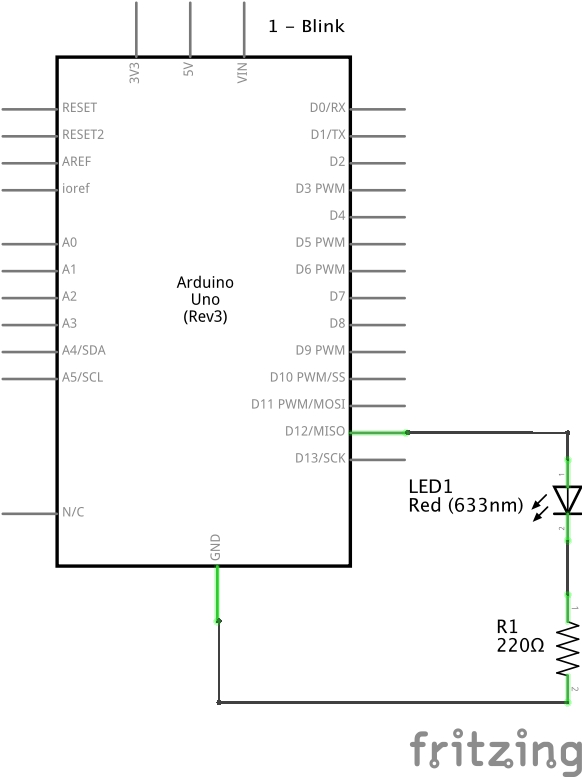 1 - Blink
3V3
5V
VIN
RESET
RESET2
AREF
ioref
A0
A1
A2
A3
A4/SDA
A5/SCL
N/C
Arduino
Uno
(Rev3)
D0/RX
D1/TX
D2
D3 PWM
D4
D5 PWM
D6 PWM
D7
D8
D9 PWM
D10 PWM/SS
D11 PWM/MOSI
D12/MISO
D13/SCK
GND
1
LED1
Red (633nm)
2
1
R1
220Ω
2
fritzing